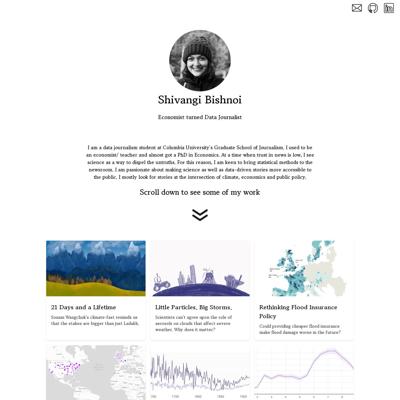 Shivangi Bishnoi
Economist turned Data Journalist
I am a data journalism student at Columbia University's Graduate School of Journalism. I used to be
an economist/ teacher and almost got a PhD in Economics. At a time when trust in news is low, I see
science as a way to dispel the untruths. For this reason, I am keen to bring statistical methods to the
newsroom. I am passionate about making science as well as data-driven stories more accessible to
the public. I mostly look for stories at the intersection of climate, economics and public policy.
Scroll down to see some of my work
21 Days and a Lifetime
Sonam Wangchuk's climate-fast reminds us
that the stakes are bigger than just Ladakh.
Little Particles, Big Storms,
Scientists can't agree upon the role of
aerosols on clouds that affect severe
weather. Why does it matter?
Rethinking Flood Insurance
Policy
Could providing cheaper flood insurance
make flood damage worse in the future?